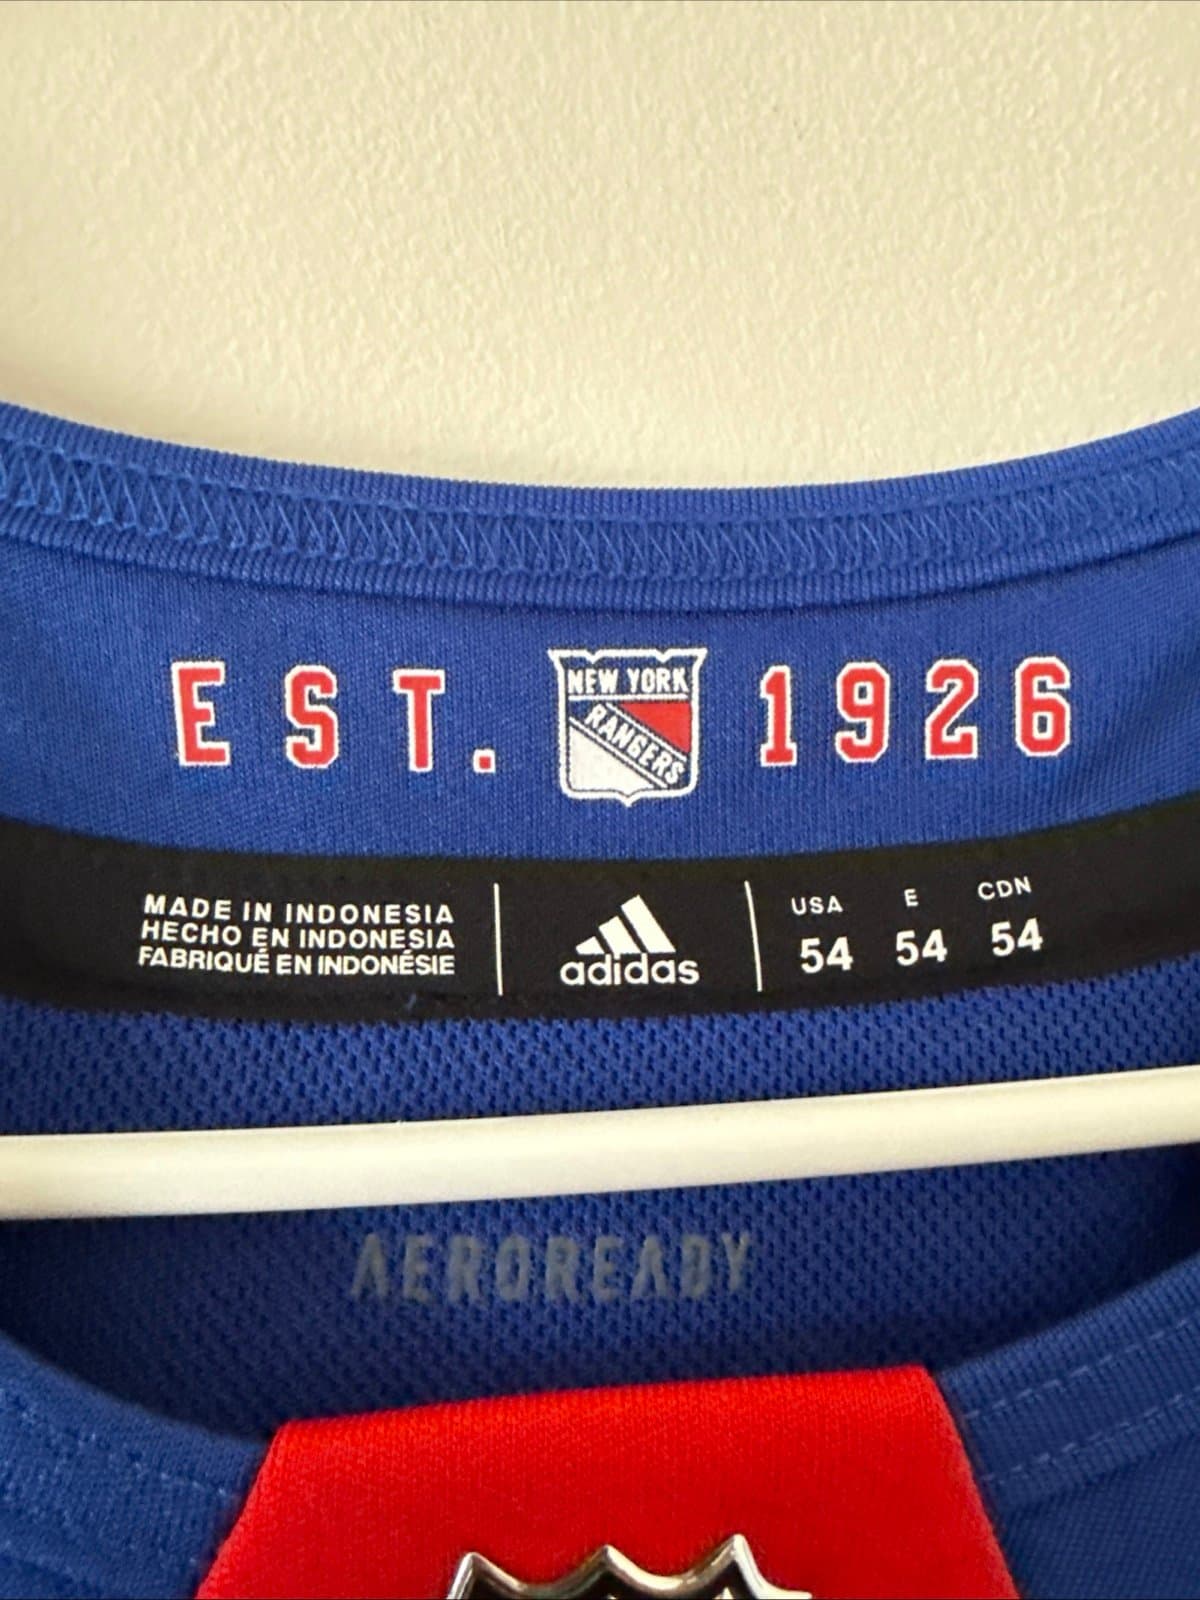 EST. 1926
NEW YORK
RANGERS
MADE IN INDONESIA
HECHO EN INDONESIA
FABRIQUÉ EN INDONÉSIE
adidas
USA E CDN
54 54 54
AEROREADY